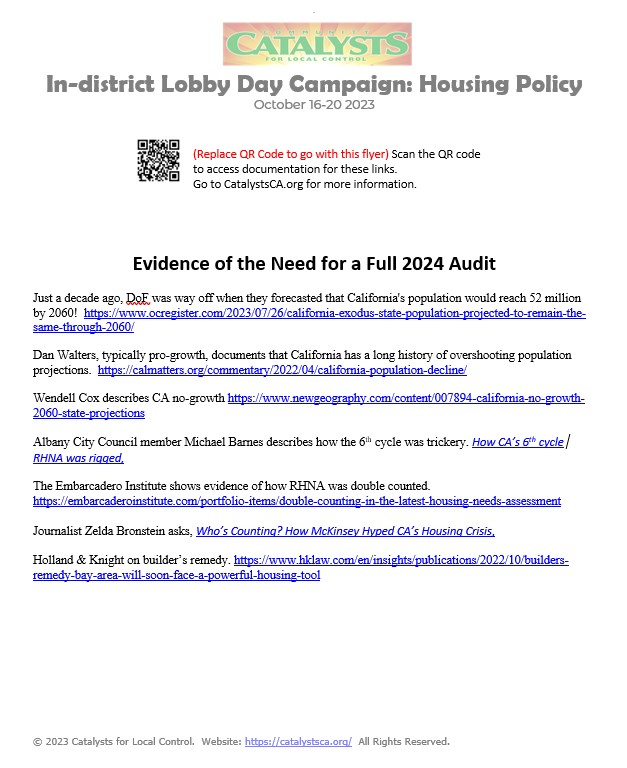 COMMUNITY
CATALYSTS
FOR LOCAL CONTROL
In-district Lobby Day Campaign: Housing Policy
October 16-20 2023
(Replace QR Code to go with this flyer) Scan the QR code
to access documentation for these links.
Go to CatalystsCA.org for more information.
Evidence of the Need for a Full 2024 Audit
Just a decade ago, DoF was way off when they forecasted that California's population would reach 52 million
by 2060! https://www.ocregister.com/2023/07/26/california-exodus-state-population-projected-to-remain-the-
same-through-2060/
Dan Walters, typically pro-growth, documents that California has a long history of overshooting population
projections. https://calmatters.org/commentary/2022/04/california-population-decline/
Wendell Cox describes CA no-growth https://www.newgeography.com/content/007894-california-no-growth-
2060-state-projections
Albany City Council member Michael Barnes describes how the 6th cycle was trickery. How CA's 6th cycle
RHNA was rigged,
The Embarcadero Institute shows evidence of how RHNA was double counted.
https://embarcaderoinstitute.com/portfolio-items/double-counting-in-the-latest-housing-needs-assessment
Journalist Zelda Bronstein asks, Who's Counting? How McKinsey Hyped CA's Housing Crisis,
Holland & Knight on builder's remedy. https://www.hklaw.com/en/insights/publications/2022/10/builders-
remedy-bay-area-will-soon-face-a-powerful-housing-tool
© 2023 Catalysts for Local Control. Website: https://catalystsca.org/ All Rights Reserved.